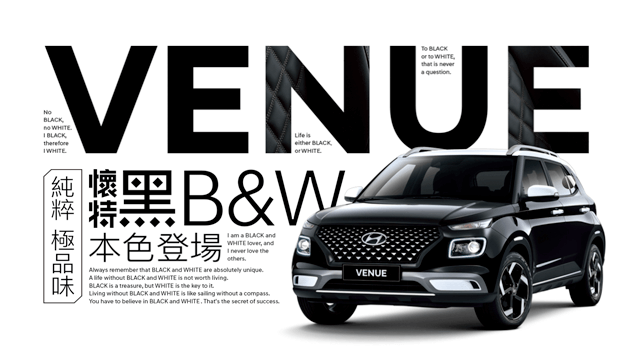 VENUE
To BLACK
or to WHITE,
that is never
a question.
No
BLACK,
no WHITE.
I BLACK,
therefore
I WHITE.
Life is
either BLACK,
or WHITE.
純粹 極品味
懷特黑B&W
本色登場
I am a BLACK and
WHITE lover, and
I never love the
others.
Always remember that BLACK and WHITE are absolutely unique.
A life without BLACK and WHITE is not worth living.
BLACK is a treasure, but WHITE is the key to it.
Living without BLACK and WHITE is like sailing without a compass.
You have to believe in BLACK and WHITE. That's the secret of success.
VENUE